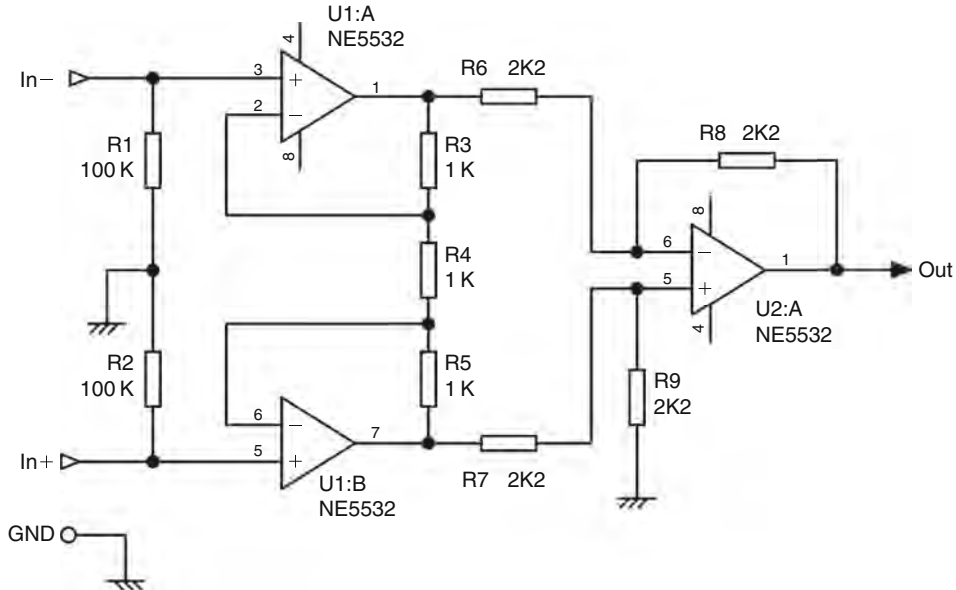 U1:A
NE5532
4
In−
3
+
2
−
1
8
R1
100 K
R3
1 K
R6 2K2
R8 2K2
R4
1 K
8
6
−
5
+
1
Out
4
U2:A
NE5532
R2
100 K
R5
1 K
R9
2K2
6
−
5
+
7
In+
U1:B
NE5532
R7 2K2
GND